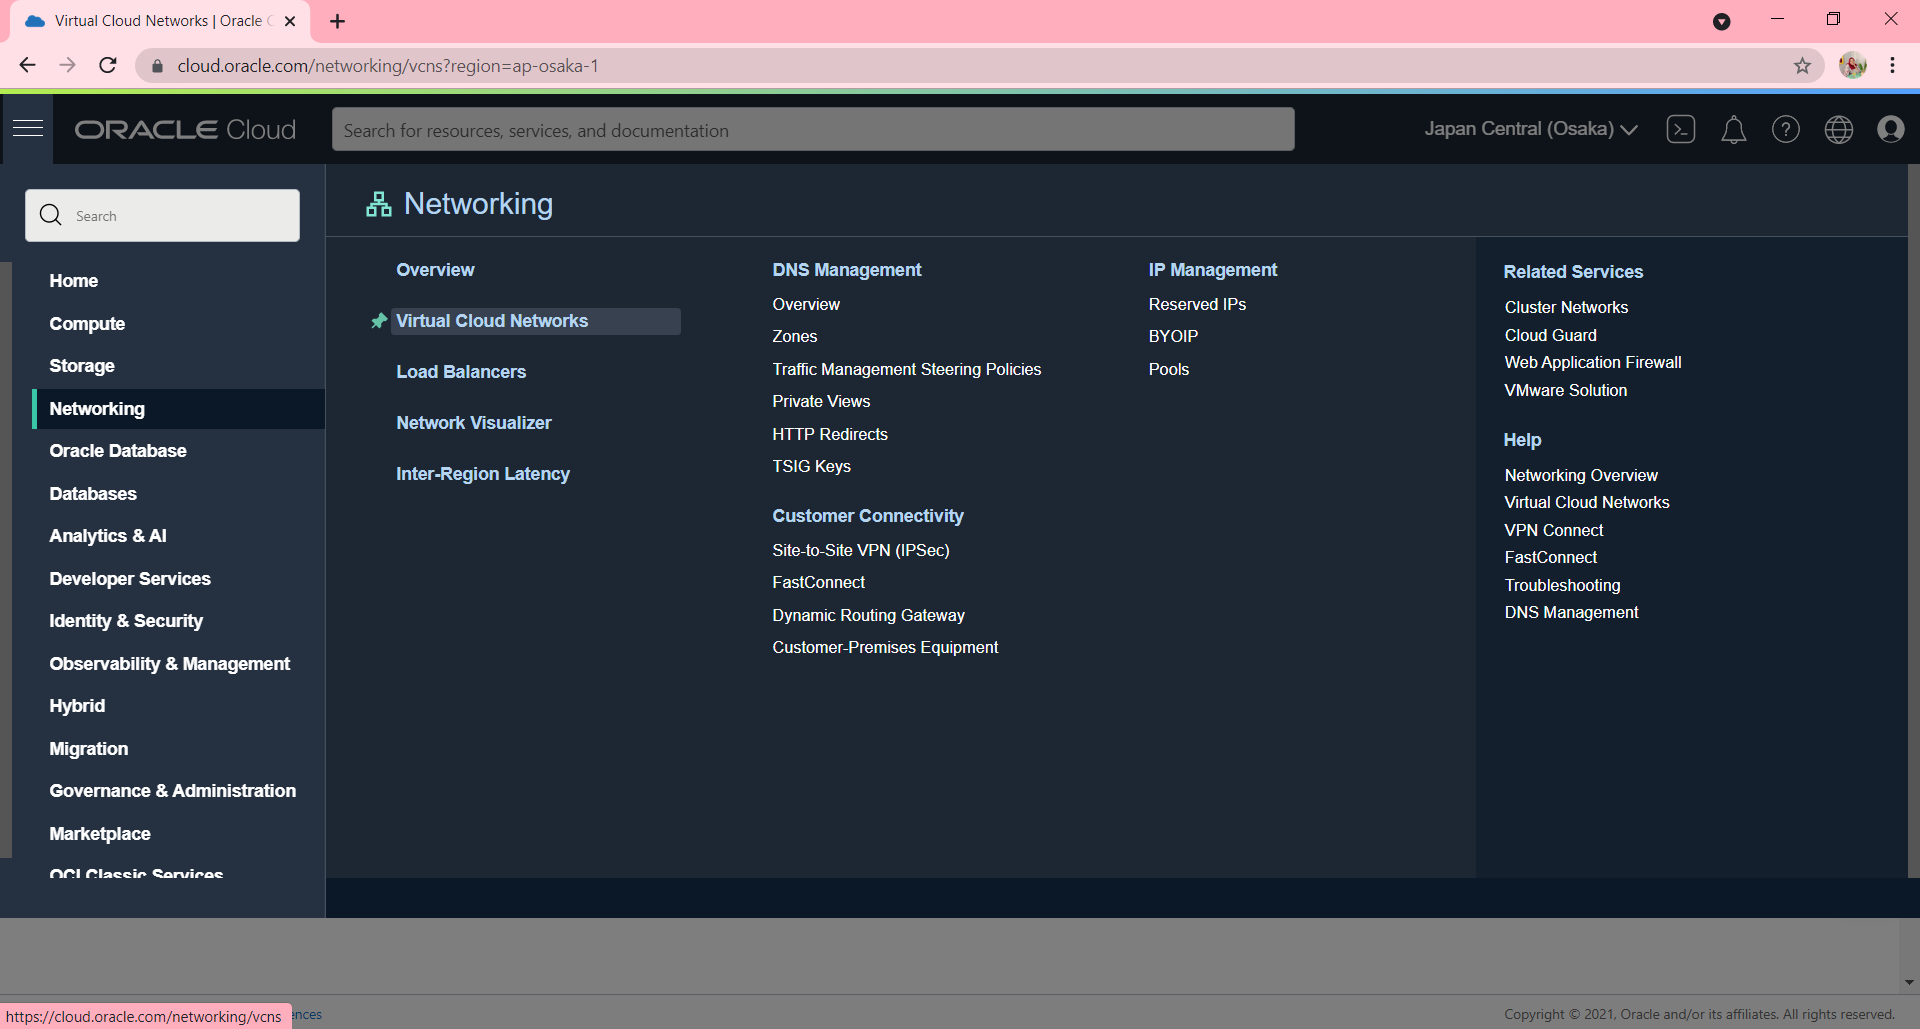 Virtual Cloud Networks | Oracle
cloud.oracle.com/networking/vcns?region=ap-osaka-1
ORACLE Cloud
Search for resources, services, and documentation
Japan Central (Osaka)
Search
Home
Compute
Storage
Networking
Oracle Database
Databases
Analytics & AI
Developer Services
Identity & Security
Observability & Management
Hybrid
Migration
Governance & Administration
Marketplace
OCI Classic Services
Networking
Overview
Virtual Cloud Networks
Load Balancers
Network Visualizer
Inter-Region Latency
DNS Management
Overview
Zones
Traffic Management Steering Policies
Private Views
HTTP Redirects
TSIG Keys
Customer Connectivity
Site-to-Site VPN (IPSec)
FastConnect
Dynamic Routing Gateway
Customer-Premises Equipment
IP Management
Reserved IPs
BYOIP
Pools
Related Services
Cluster Networks
Cloud Guard
Web Application Firewall
VMware Solution
Help
Networking Overview
Virtual Cloud Networks
VPN Connect
FastConnect
Troubleshooting
DNS Management
https://cloud.oracle.com/networking/vcns
Copyright © 2021, Oracle and/or its affiliates. All rights reserved.